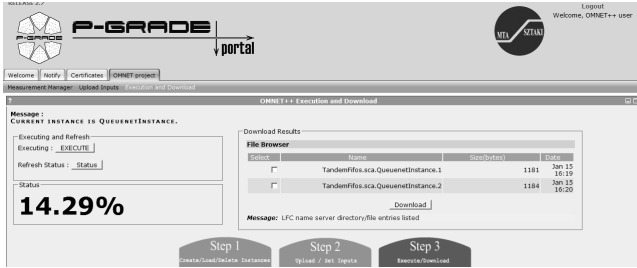 RELEASE 2.7
P-GRADE
P-GRADE
portal
MTA SZTAKI
Logout
Welcome, OMNET++ user
Welcome Notify Certificates OMNET project
Measurement Manager Upload Inputs Execution and Download
? OMNET++ Execution and Download
Message :
CURRENT INSTANCE IS QUEUENETINSTANCE.
Executing and Refresh
Executing : EXECUTE
Refresh Status : Status
Status
14.29%
Download Results
File Browser
Select Name Size(bytes) Date
TandemFifos.sca.QueuenetInstance.1 1181 Jan 15 16:19
TandemFifos.sca.QueuenetInstance.2 1184 Jan 15 16:20
Download
Message: LFC name server directory/file entries listed
Step 1
Create/Load/Delete Instances
Step 2
Upload / Set Inputs
Step 3
Execute/Download